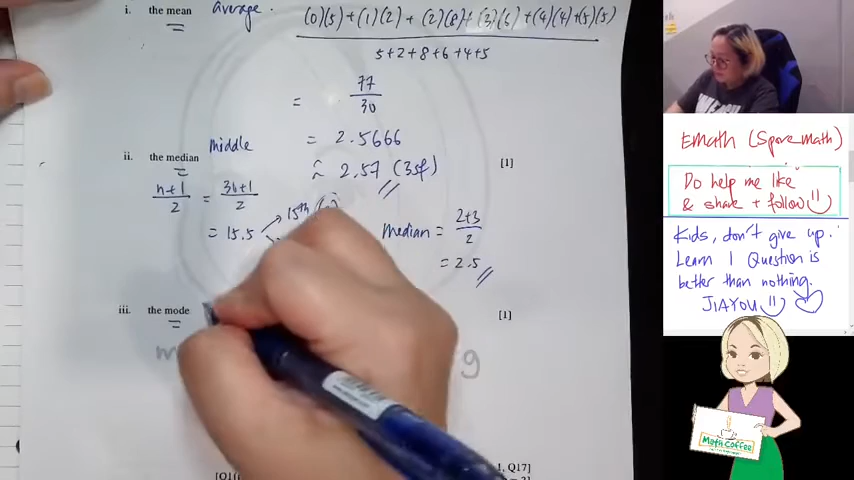 i. the mean average. (0)(5)+(1)(2)+(2)(8)+(3)(6)+(4)(4)+(5)(5)
5+2+8+6+4+5
= 77
30
= 2.5666
≈ 2.57 (3sf)
ii. the median middle [1]
n+1 = 30+1
2 2
= 15.5 15th
Median = 2+3
2
= 2.5
iii. the mode [1]
1, Q17]
EMath (Spore math)
Do help me like
& share + follow
Kids, don't give up.
Learn 1 Question is
better than nothing.
JIAYOU
Math Coffee